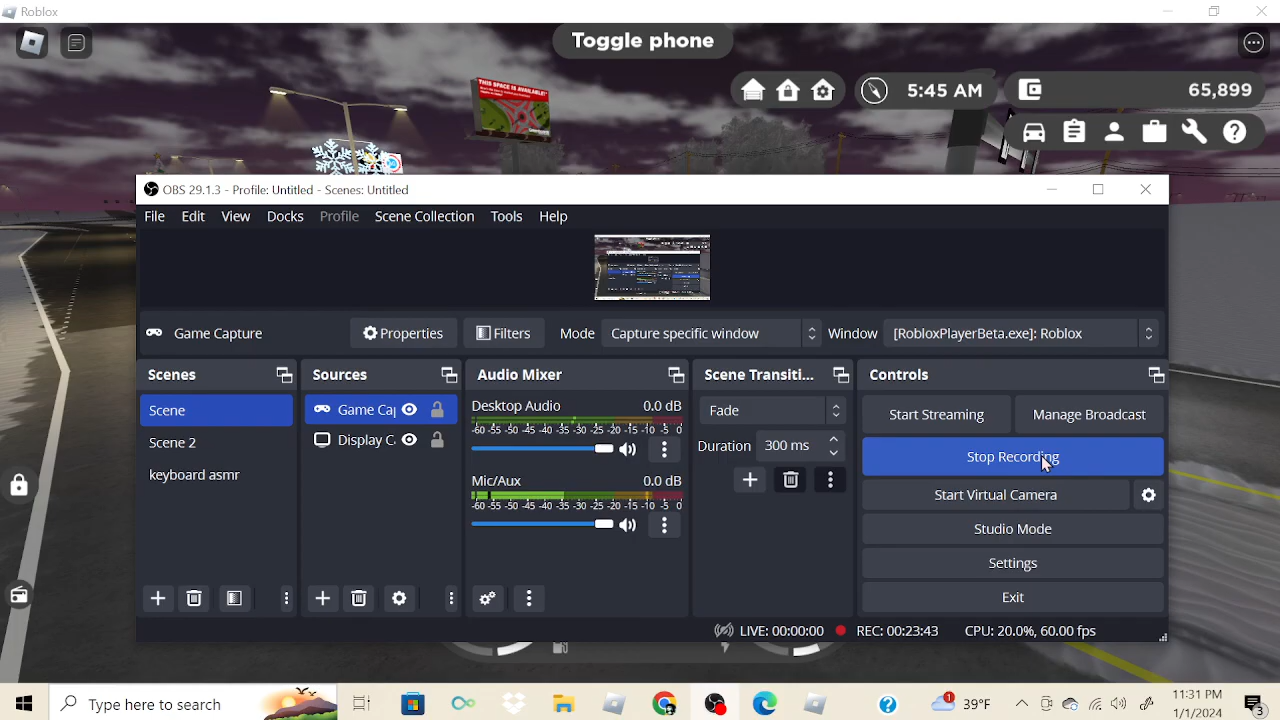 Roblox
Toggle phone
THIS SPACE IS AVAILABLE!
5:45 AM
65,899
OBS 29.1.3 - Profile: Untitled - Scenes: Untitled
File Edit View Docks Profile Scene Collection Tools Help
Game Capture Properties Filters Mode Capture specific window Window [RobloxPlayerBeta.exe]: Roblox
Scenes Sources Audio Mixer Scene Transiti... Controls
Scene
Scene 2
keyboard asmr
Game Ca
Display C
Desktop Audio 0.0 dB
-60 -55 -50 -45 -40 -35 -30 -25 -20 -15 -10 -5 0
Mic/Aux 0.0 dB
-60 -55 -50 -45 -40 -35 -30 -25 -20 -15 -10 -5 0
Fade
Duration 300 ms
Start Streaming Manage Broadcast
Stop Recording
Start Virtual Camera
Studio Mode
Settings
Exit
LIVE: 00:00:00 REC: 00:23:43 CPU: 20.0%, 60.00 fps
Type here to search
1
39°F
11:31 PM
1/1/2024
3